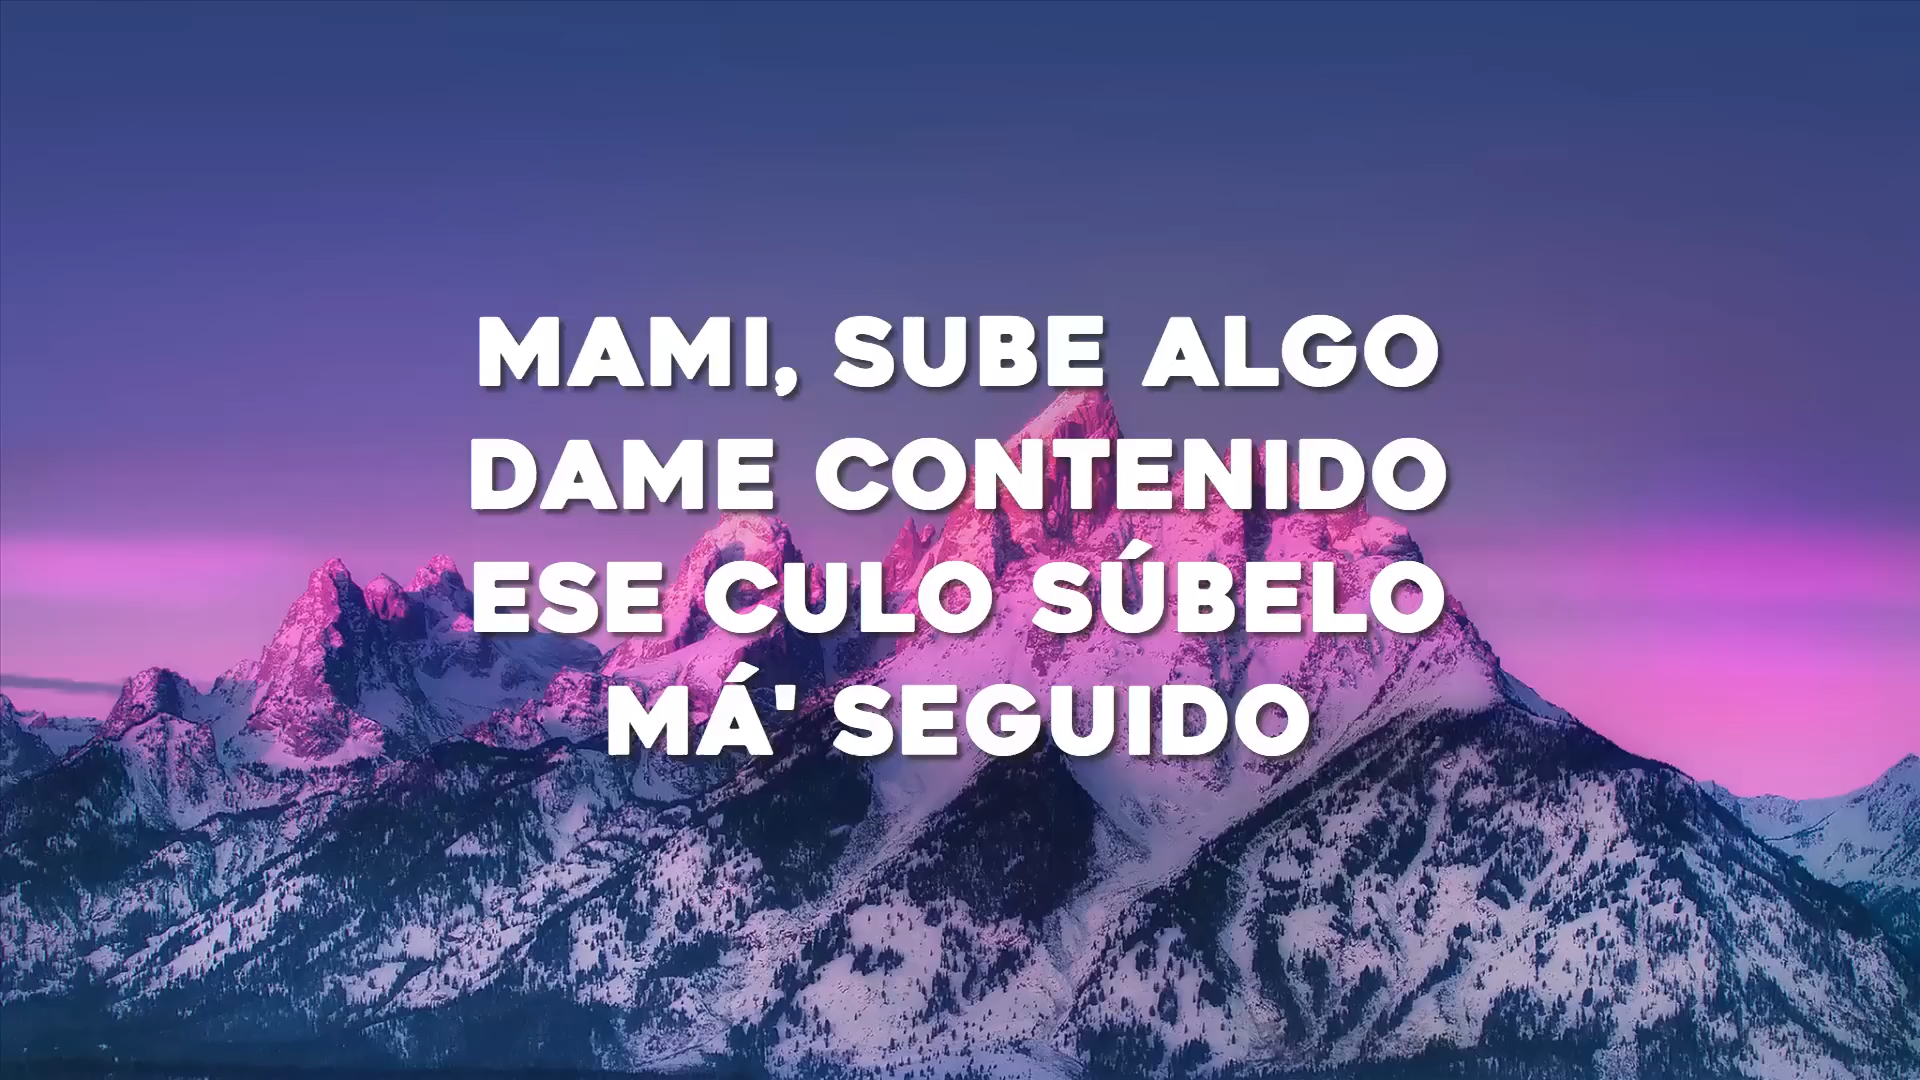 MAMI, SUBE ALGO
DAME CONTENIDO
ESE CULO SÚBELO
MÁ' SEGUIDO